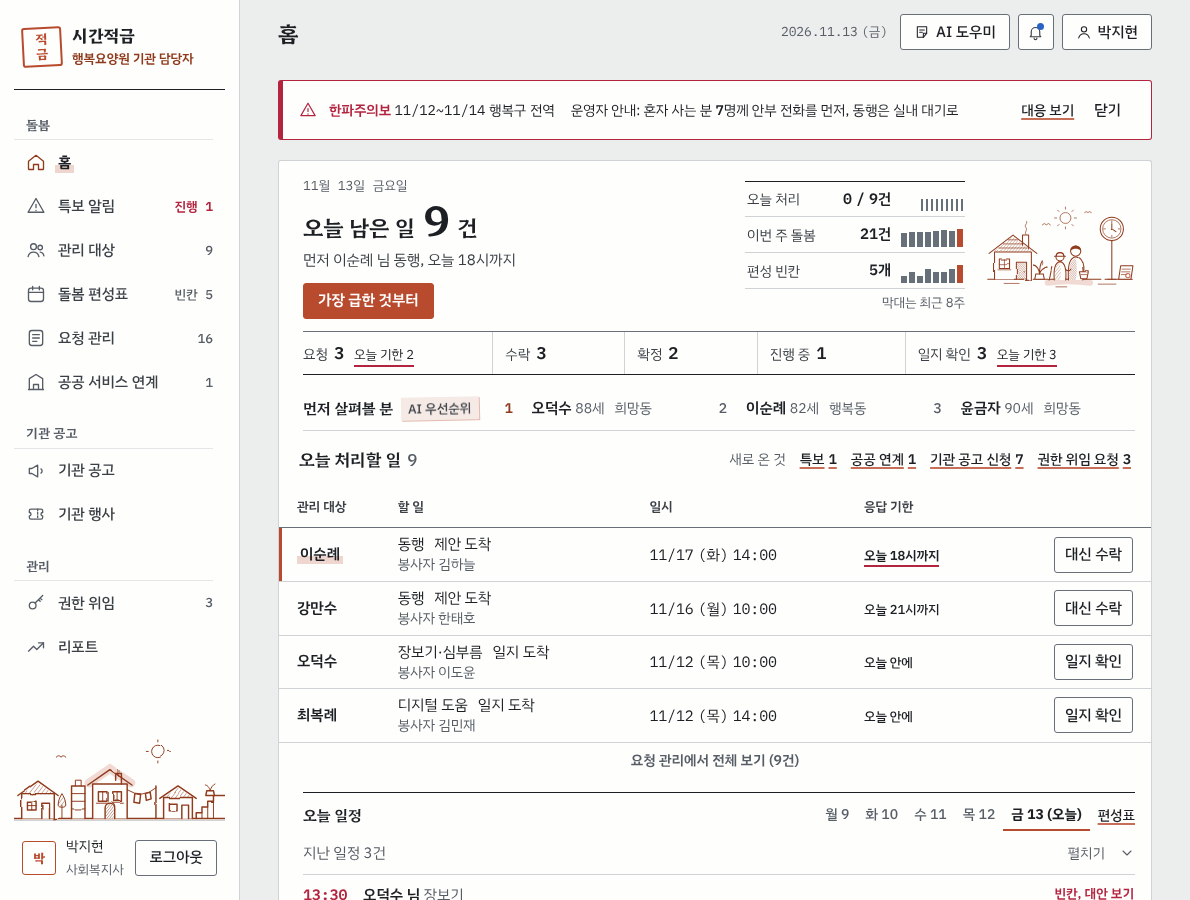 적금
시간적금
행복요양원 기관 담당자
돌봄
홈
특보 알림 진행 1
관리 대상 9
돌봄 편성표 빈칸 5
요청 관리 16
공공 서비스 연계 1
기관 공고
기관 공고
기관 행사
관리
권한 위임 3
리포트
박 박지현
사회복지사
로그아웃
홈
2026.11.13 (금) AI 도우미 박지현
한파주의보 11/12~11/14 행복구 전역 운영자 안내: 혼자 사는 분 7명께 안부 전화를 먼저, 동행은 실내 대기로 대응 보기 닫기
11월 13일 금요일
오늘 남은 일 9 건
먼저 이순례 님 동행, 오늘 18시까지
가장 급한 것부터
오늘 처리 0 / 9건
이번 주 돌봄 21건
편성 빈칸 5개
막대는 최근 8주
요청 3 오늘 기한 2 수락 3 확정 2 진행 중 1 일지 확인 3 오늘 기한 3
먼저 살펴볼 분 AI 우선순위 1 오덕수 88세 희망동 2 이순례 82세 행복동 3 윤금자 90세 희망동
오늘 처리할 일 9 새로 온 것 특보 1 공공 연계 1 기관 공고 신청 7 권한 위임 요청 3
관리 대상 할 일 일시 응답 기한
이순례 동행 제안 도착 11/17 (화) 14:00 오늘 18시까지 대신 수락
봉사자 김하늘
강만수 동행 제안 도착 11/16 (월) 10:00 오늘 21시까지 대신 수락
봉사자 한태호
오덕수 장보기·심부름 일지 도착 11/12 (목) 10:00 오늘 안에 일지 확인
봉사자 이도윤
최복례 디지털 도움 일지 도착 11/12 (목) 14:00 오늘 안에 일지 확인
봉사자 김민재
요청 관리에서 전체 보기 (9건)
오늘 일정 월 9 화 10 수 11 목 12 금 13 (오늘) 편성표
지난 일정 3건 펼치기
13:30 오덕수 님 장보기 빈칸, 대안 보기